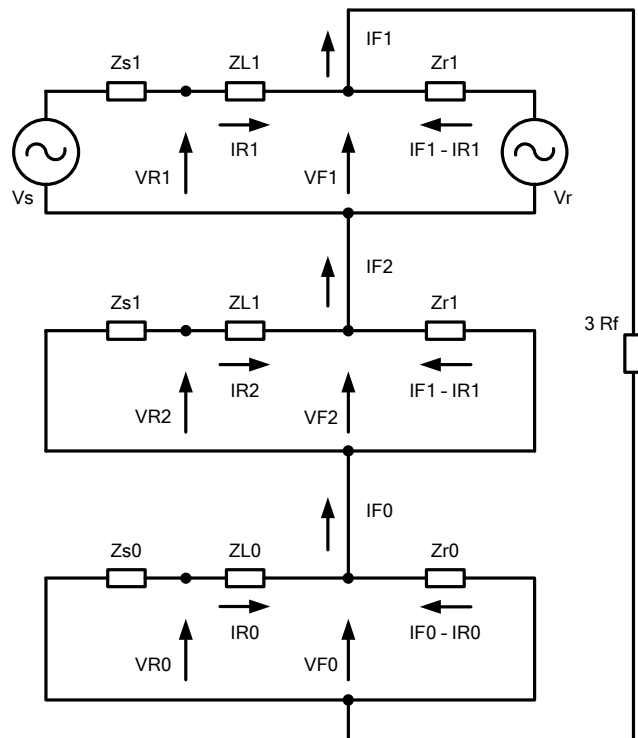 IF1
Zs1 ZL1 Zr1
IR1 IF1 - IR1
VR1 VF1
Vs Vr
IF2
Zs1 ZL1 Zr1
3 Rf
IR2 IF1 - IR1
VR2 VF2
IF0
Zs0 ZL0 Zr0
IR0 IF0 - IR0
VR0 VF0